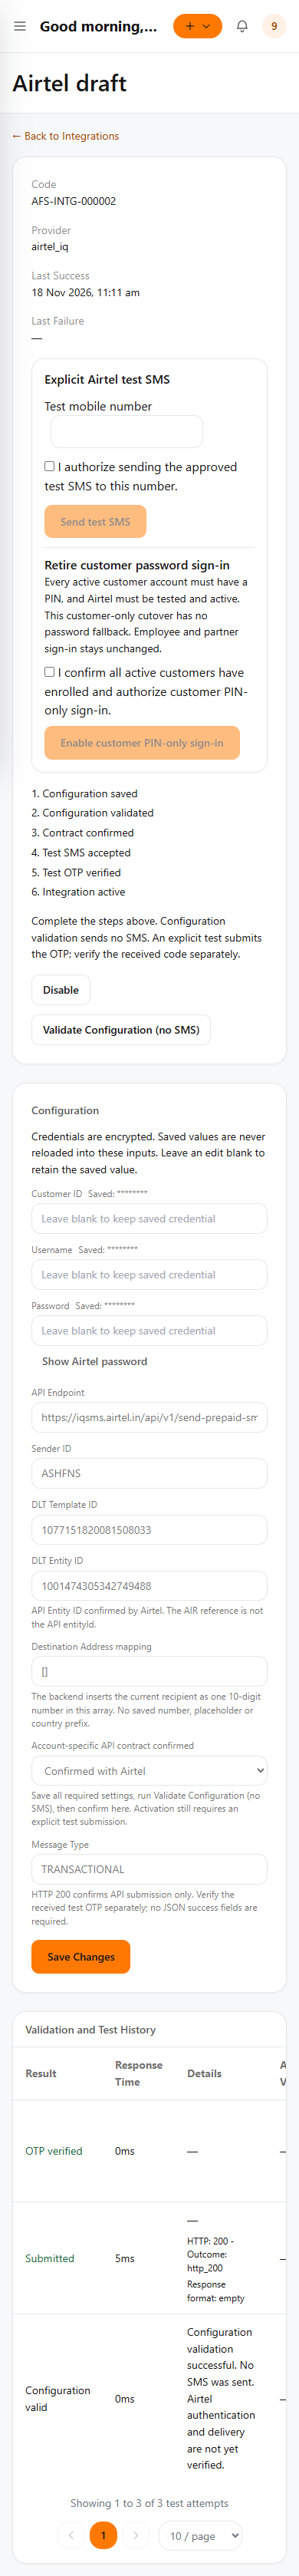 Good morning,...
9
Airtel draft
← Back to Integrations
Code
AFS-INTG-000002
Provider
airtel_iq
Last Success
18 Nov 2026, 11:11 am
Last Failure
—
Explicit Airtel test SMS
Test mobile number
I authorize sending the approved
test SMS to this number.
Send test SMS
Retire customer password sign-in
Every active customer account must have a
PIN, and Airtel must be tested and active.
This customer-only cutover has no
password fallback. Employee and partner
sign-in stays unchanged.
I confirm all active customers have
enrolled and authorize customer PIN-
only sign-in.
Enable customer PIN-only sign-in
1. Configuration saved
2. Configuration validated
3. Contract confirmed
4. Test SMS accepted
5. Test OTP verified
6. Integration active
Complete the steps above. Configuration
validation sends no SMS. An explicit test submits
the OTP; verify the received code separately.
Disable
Validate Configuration (no SMS)
Configuration
Credentials are encrypted. Saved values are never
reloaded into these inputs. Leave an edit blank to
retain the saved value.
Customer ID Saved: ********
Leave blank to keep saved credential
Username Saved: ********
Leave blank to keep saved credential
Password Saved: ********
Leave blank to keep saved credential
Show Airtel password
API Endpoint
https://iqsms.airtel.in/api/v1/send-prepaid-sm
Sender ID
ASHFNS
DLT Template ID
1077151820081508033
DLT Entity ID
1001474305342749488
API Entity ID confirmed by Airtel. The AIR reference is not
the API entityId.
Destination Address mapping
[]
The backend inserts the current recipient as one 10-digit
number in this array. No saved number, placeholder or
country prefix.
Account-specific API contract confirmed
Confirmed with Airtel
Save all required settings, run Validate Configuration (no
SMS), then confirm here. Activation still requires an
explicit test submission.
Message Type
TRANSACTIONAL
HTTP 200 confirms API submission only. Verify the
received test OTP separately; no JSON success fields are
required.
Save Changes
Validation and Test History
Result Response Time Details
OTP verified 0ms —
Submitted 5ms —
HTTP: 200 -
Outcome:
http_200
Response
format: empty
Configuration
valid
0ms
Configuration
validation
successful. No
SMS was sent.
Airtel
authentication
and delivery
are not yet
verified.
Showing 1 to 3 of 3 test attempts
1
10 / page